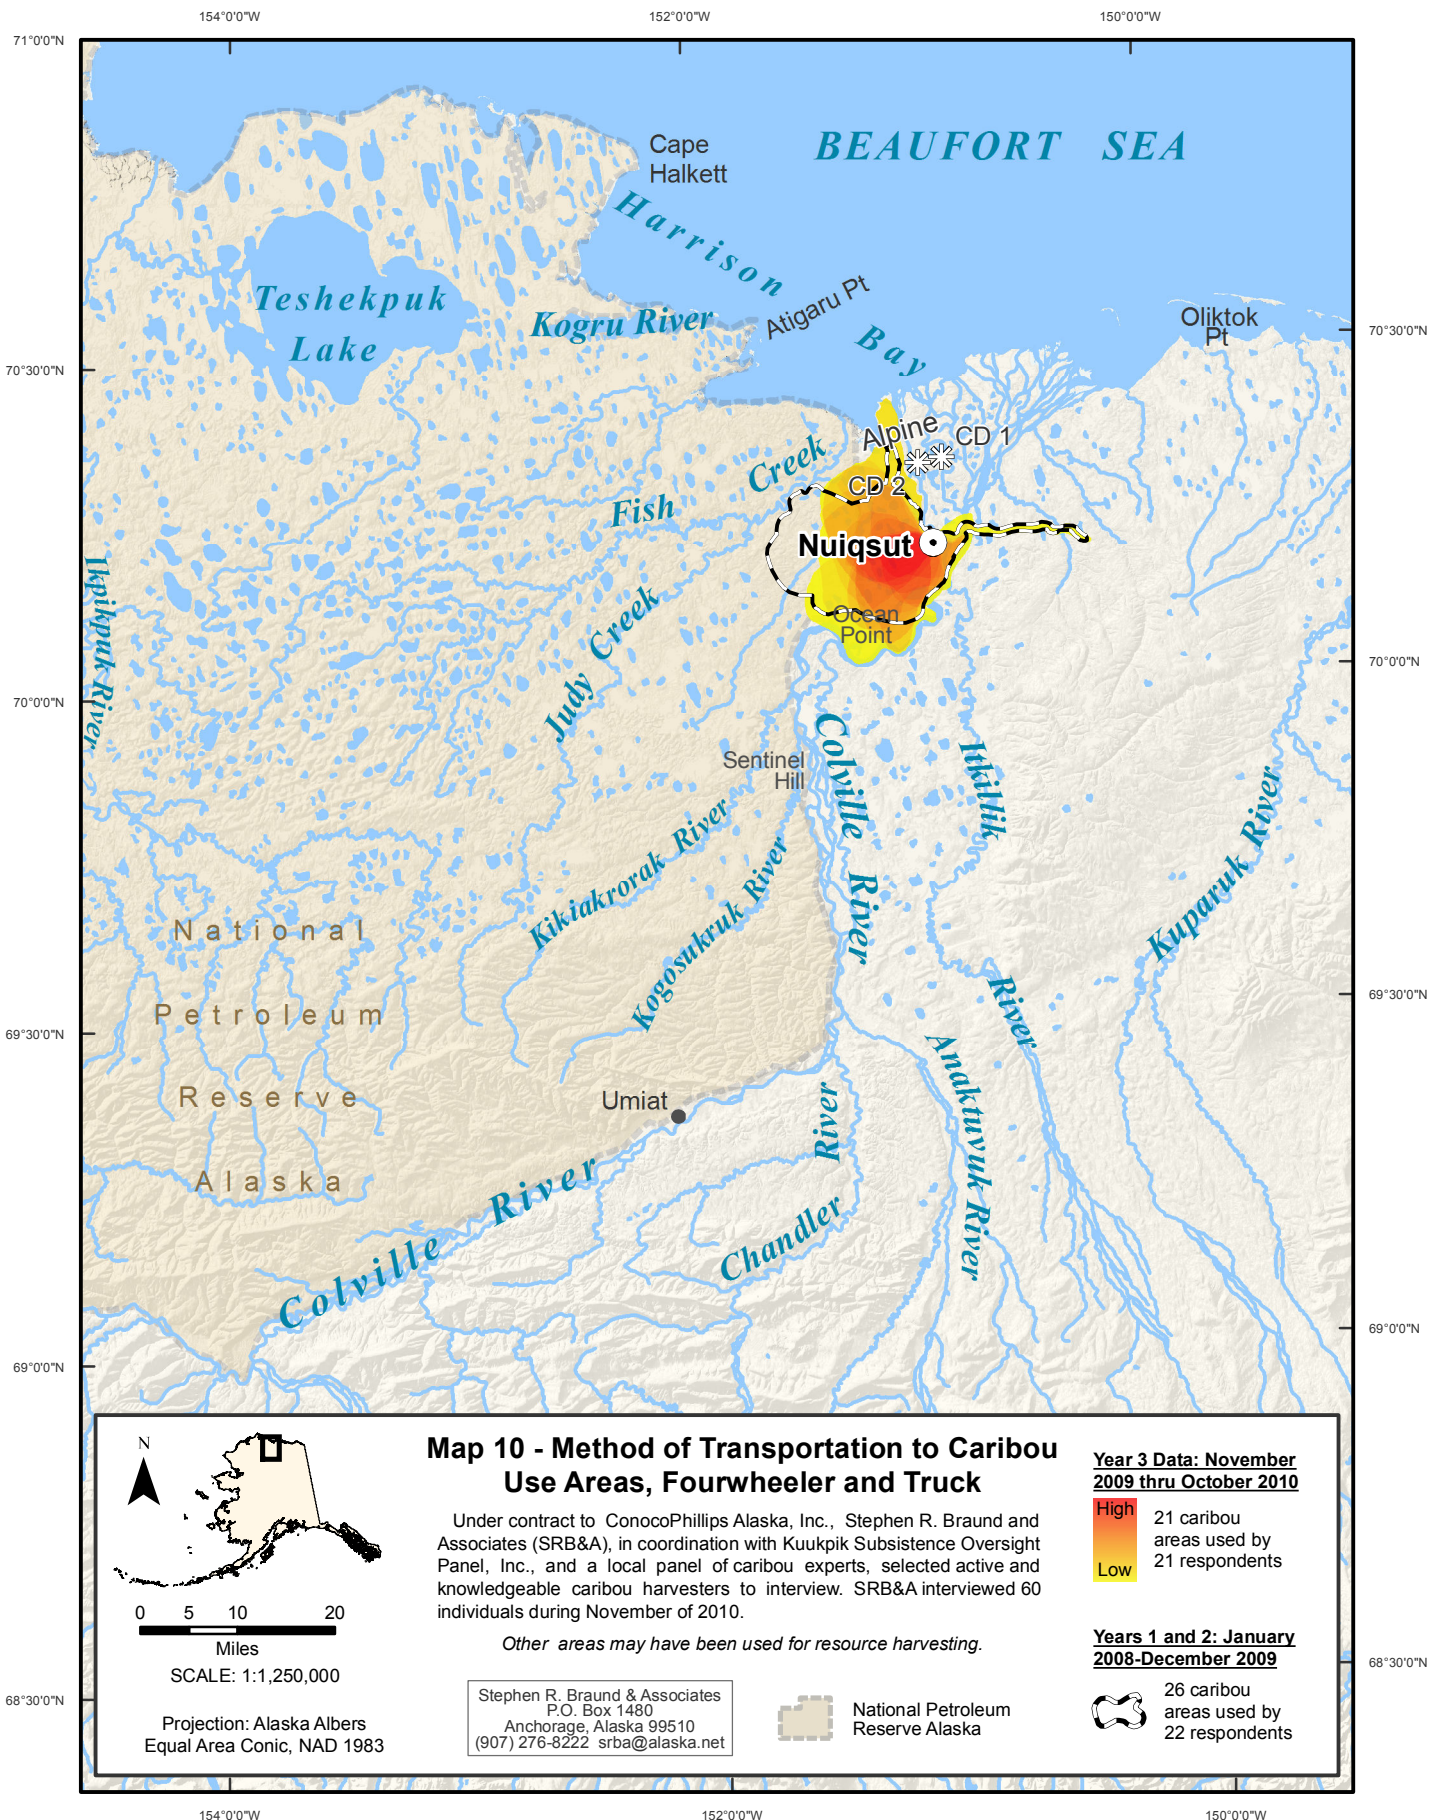 154°0'0"W
152°0'0"W
150°0'0"W
71°0'0"N
Cape
Halkett
BEAUFORT SEA
Harrison
Bay
Teshekpuk
Lake
Kogru River
Atigaru Pt
Oliktok
Pt
70°30'0"N
70°30'0"N
Alpine
CD 1
CD 2
Creek
Fish
Nuiqsut
Ikpikpuk River
Judy Creek
Ocean
Point
70°0'0"N
70°0'0"N
Sentinel
Hill
Colville River
Itkillik
River
Kikiakrorak River
Kogosukruk River
Kuparuk River
National
Petroleum
Reserve
Alaska
69°30'0"N
69°30'0"N
Umiat
Anaktuvuk River
River
Chandler
Colville River
69°0'0"N
69°0'0"N
N
0 5 10 20
Miles
SCALE: 1:1,250,000
Projection: Alaska Albers
Equal Area Conic, NAD 1983
Map 10 - Method of Transportation to Caribou
Use Areas, Fourwheeler and Truck
Under contract to ConocoPhillips Alaska, Inc., Stephen R. Braund and
Associates (SRB&A), in coordination with Kuukpik Subsistence Oversight
Panel, Inc., and a local panel of caribou experts, selected active and
knowledgeable caribou harvesters to interview. SRB&A interviewed 60
individuals during November of 2010.
Other areas may have been used for resource harvesting.
Stephen R. Braund & Associates
P.O. Box 1480
Anchorage, Alaska 99510
(907) 276-8222 srba@alaska.net
National Petroleum
Reserve Alaska
Year 3 Data: November
2009 thru October 2010
High
Low
21 caribou
areas used by
21 respondents
Years 1 and 2: January
2008-December 2009
26 caribou
areas used by
22 respondents
68°30'0"N
68°30'0"N
154°0'0"W
152°0'0"W
150°0'0"W